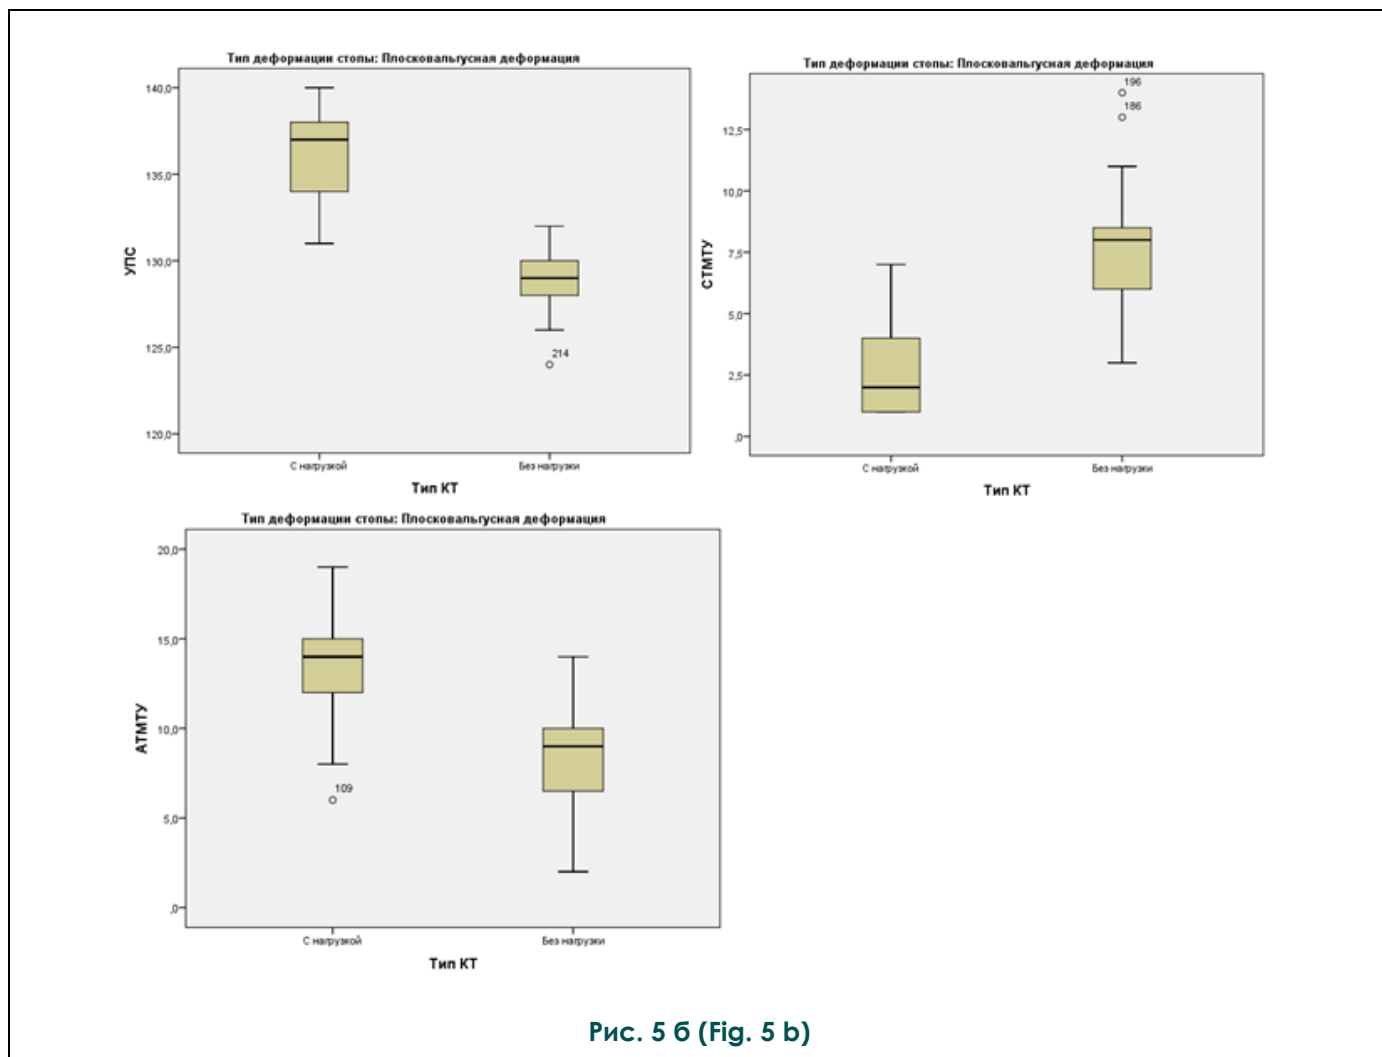 Тип деформации стопы: Плосковальгусная деформация
140,0
135,0
130,0
125,0
120,0
УПС
214
С нагрузкой
Без нагрузки
Тип КТ
Тип деформации стопы: Плосковальгусная деформация
12,5
10,0
7,5
5,0
2,5
,0
СТМТУ
196
186
С нагрузкой
Без нагрузки
Тип КТ
Тип деформации стопы: Плосковальгусная деформация
20,0
15,0
10,0
5,0
,0
АТМТУ
109
С нагрузкой
Без нагрузки
Тип КТ
Рис. 5 б (Fig. 5 b)